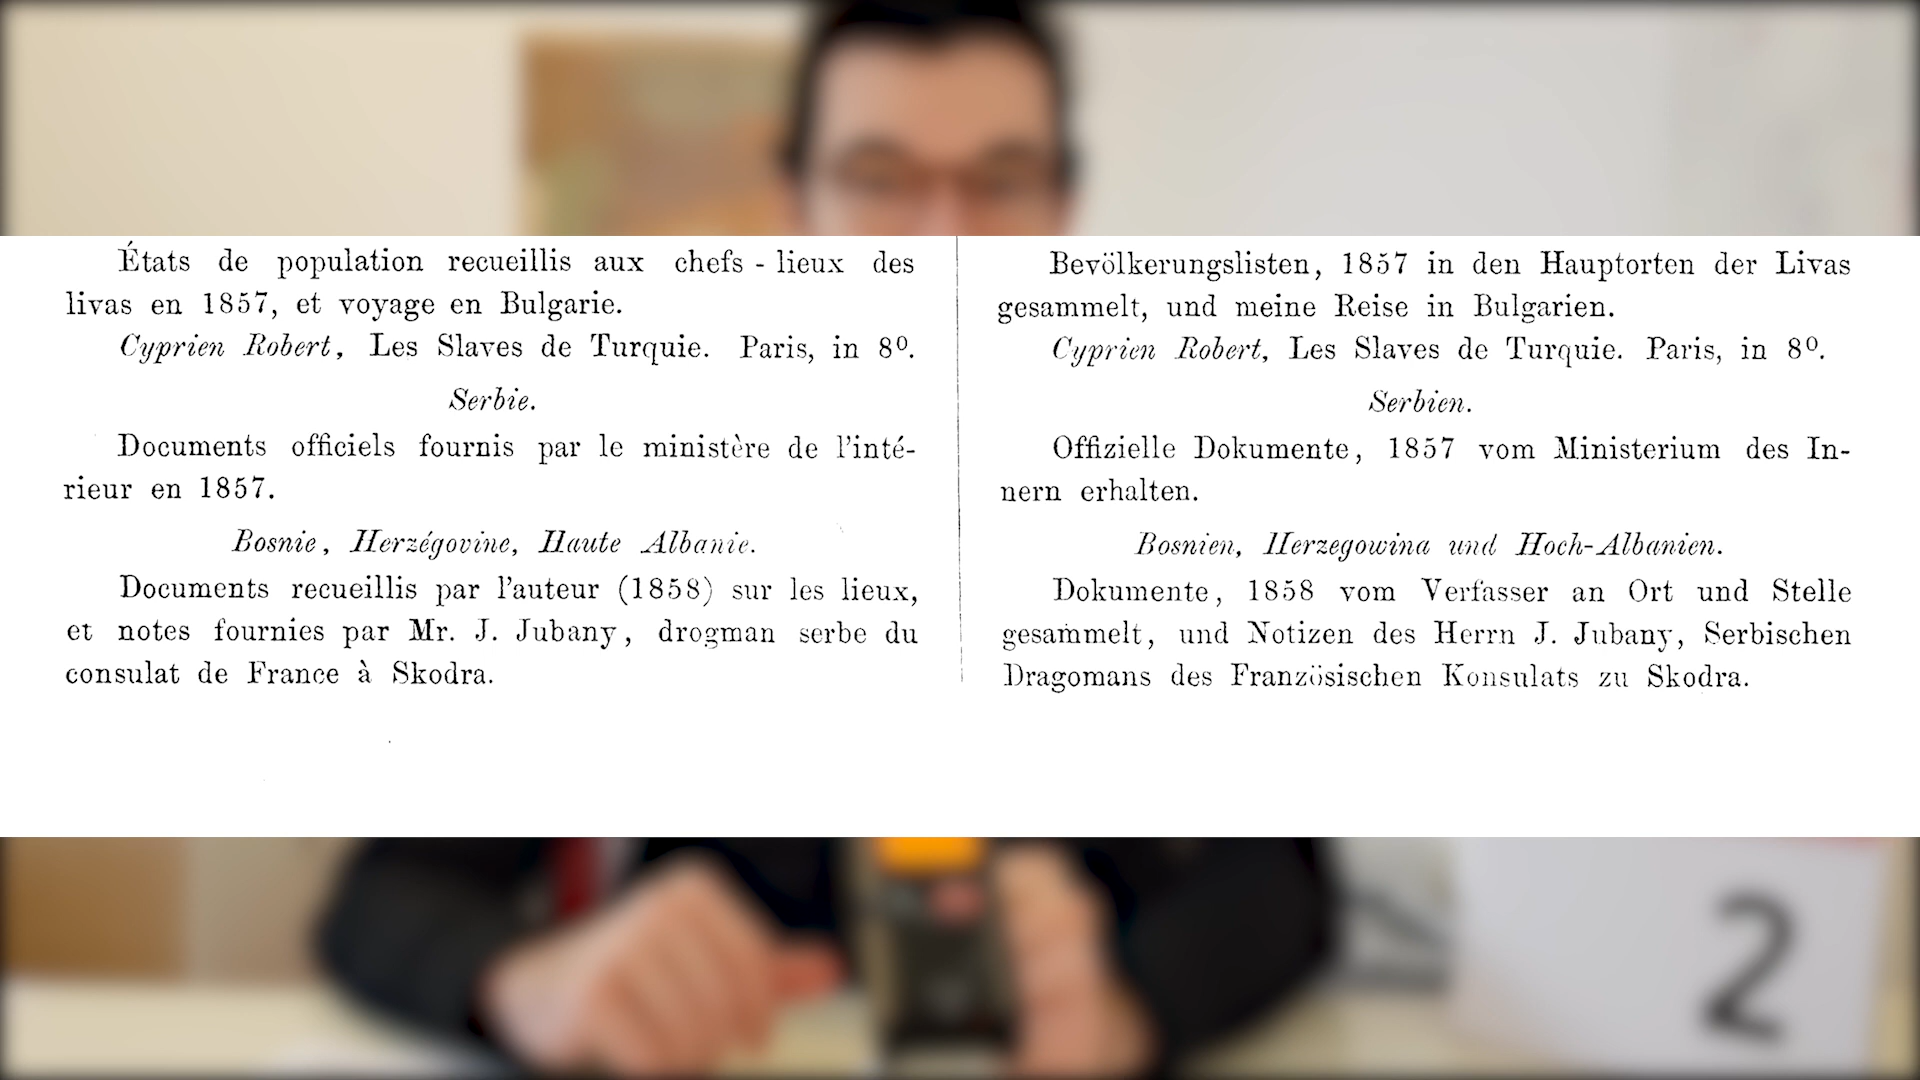 États de population recueillis aux chefs - lieux des
livas en 1857, et voyage en Bulgarie.
Cyprien Robert, Les Slaves de Turquie. Paris, in 8º.
Serbie.
Documents officiels fournis par le ministère de l'inté-
rieur en 1857.
Bosnie, Herzégovine, Haute Albanie.
Documents recueillis par l'auteur (1858) sur les lieux,
et notes fournies par Mr. J. Jubany, drogman serbe du
consulat de France à Skodra.
Bevölkerungslisten, 1857 in den Hauptorten der Livas
gesammelt, und meine Reise in Bulgarien.
Cyprien Robert, Les Slaves de Turquie. Paris, in 8º.
Serbien.
Offizielle Dokumente, 1857 vom Ministerium des In-
nern erhalten.
Bosnien, Herzegowina und Hoch-Albanien.
Dokumente, 1858 vom Verfasser an Ort und Stelle
gesammelt, und Notizen des Herrn J. Jubany, Serbischen
Dragomans des Französischen Konsulats zu Skodra.
2